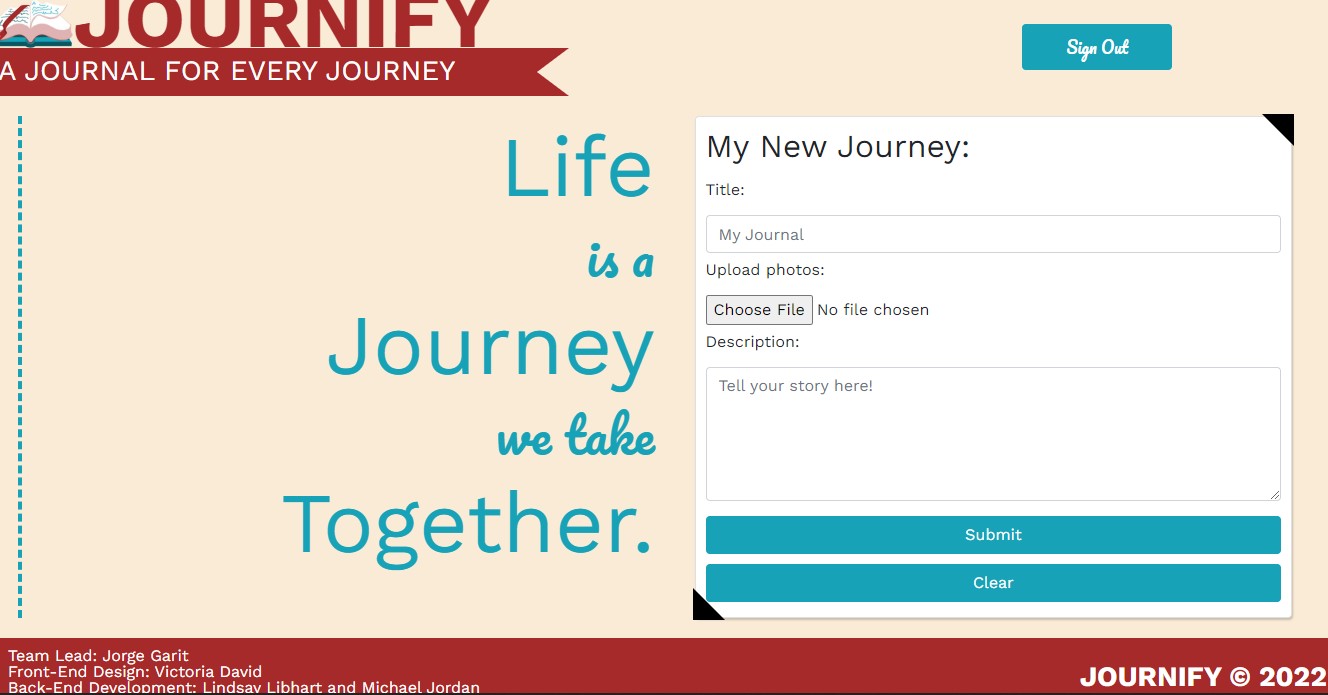 JOURNIFY
A JOURNAL FOR EVERY JOURNEY
Sign Out
Life
is a
Journey
we take
Together.
My New Journey:
Title:
My Journal
Upload photos:
Choose File No file chosen
Description:
Tell your story here!
Submit
Clear
Team Lead: Jorge Garit
Front-End Design: Victoria David
Back-End Development: Lindsay Libhart and Michael Jordan
JOURNIFY © 2022